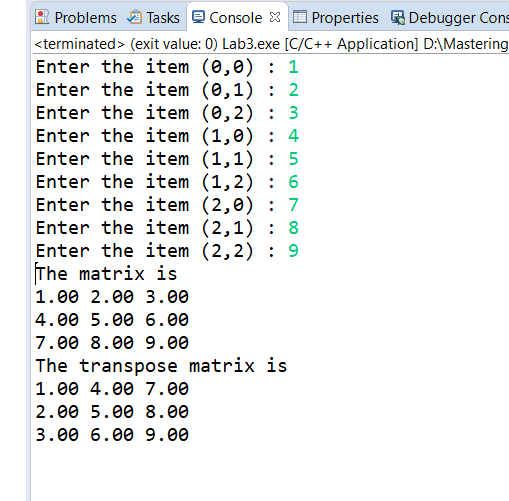 Problems Tasks Console Properties Debugger Cons
<terminated> (exit value: 0) Lab3.exe [C/C++ Application] D:\Mastering
Enter the item (0,0) : 1
Enter the item (0,1) : 2
Enter the item (0,2) : 3
Enter the item (1,0) : 4
Enter the item (1,1) : 5
Enter the item (1,2) : 6
Enter the item (2,0) : 7
Enter the item (2,1) : 8
Enter the item (2,2) : 9
The matrix is
1.00 2.00 3.00
4.00 5.00 6.00
7.00 8.00 9.00
The transpose matrix is
1.00 4.00 7.00
2.00 5.00 8.00
3.00 6.00 9.00